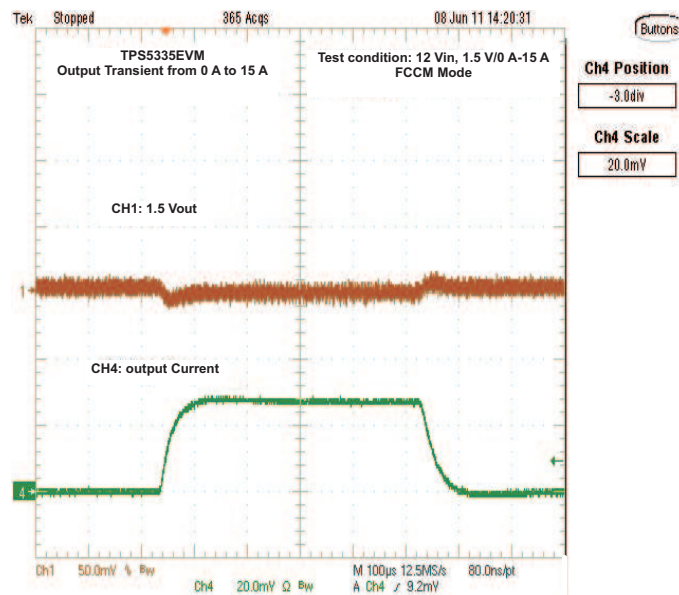 Tek Stopped 365 Acqs 08 Jun 11 14:20:31
Buttons
TPS5335EVM
Output Transient from 0 A to 15 A
Test condition: 12 Vin, 1.5 V/0 A-15 A
FCCM Mode
Ch4 Position
-3.0div
Ch4 Scale
20.0mV
CH1: 1.5 Vout
1
CH4: output Current
4
Ch1 50.0mV Bw M 100µs 12.5MS/s 80.0ns/pt
Ch4 20.0mV Ω Bw A Ch4 / 9.2mV